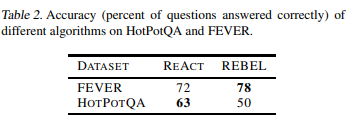 Table 2. Accuracy (percent of questions answered correctly) of
different algorithms on HotPotQA and FEVER.
DATASET REACT REBEL
FEVER 72 78
HOTPOTQA 63 50